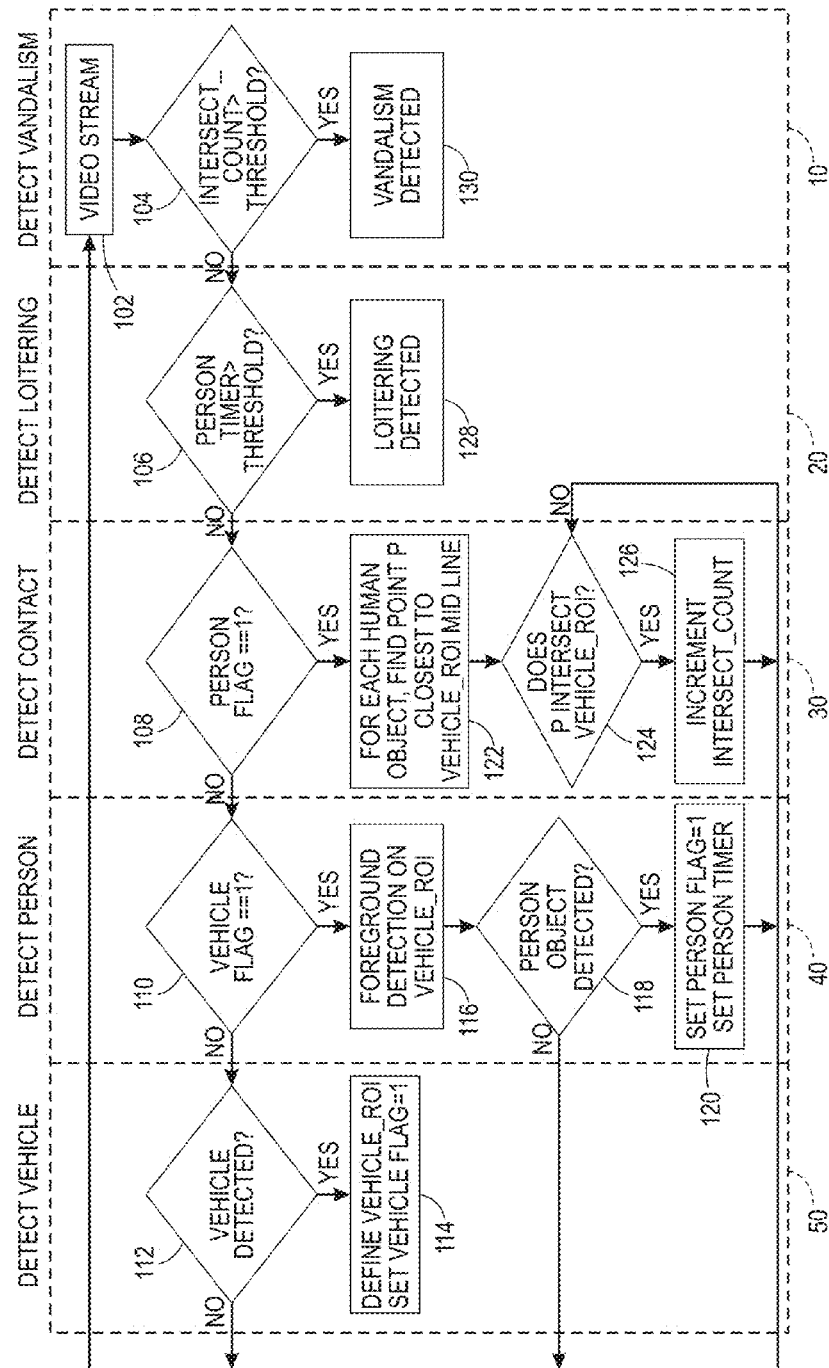 DETECT VEHICLE
DETECT PERSON
DETECT CONTACT
DETECT LOITERING
DETECT VANDALISM
VIDEO STREAM
102
INTERSECT_
COUNT>
THRESHOLD?
104
YES
NO
VANDALISM
DETECTED
130
10
PERSON
TIMER>
THRESHOLD?
106
YES
NO
LOITERING
DETECTED
128
20
PERSON
FLAG ==1?
108
YES
NO
FOR EACH HUMAN
OBJECT, FIND POINT P
CLOSEST TO
VEHICLE_ROI MID LINE
122
DOES
P INTERSECT
VEHICLE_ROI?
124
NO
YES
INCREMENT
INTERSECT_COUNT
126
30
VEHICLE
FLAG ==1?
110
YES
NO
FOREGROUND
DETECTION ON
VEHICLE_ROI
116
PERSON
OBJECT
DETECTED?
118
NO
YES
SET PERSON FLAG=1
SET PERSON TIMER
120
40
VEHICLE
DETECTED?
112
YES
NO
DEFINE VEHICLE_ROI
SET VEHICLE FLAG=1
114
50